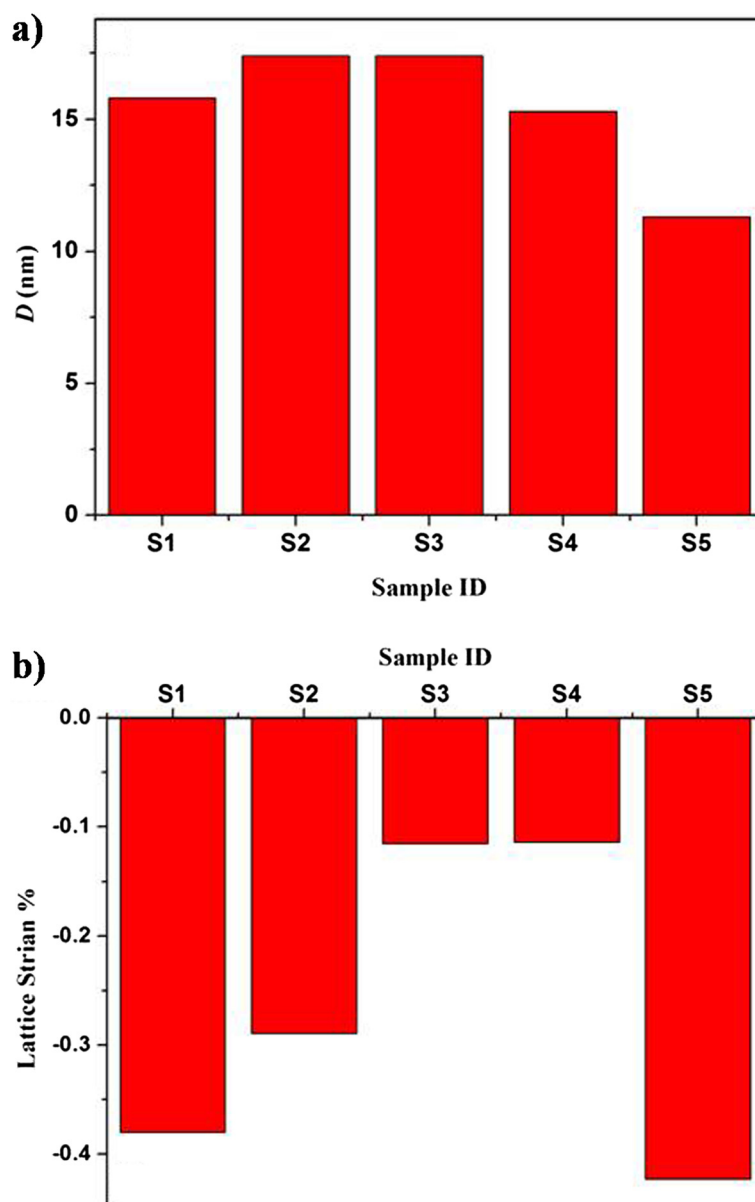 a)
15
10
5
0
D (nm)
S1 S2 S3 S4 S5
Sample ID
b)
Sample ID
S1 S2 S3 S4 S5
0.0
-0.1
-0.2
-0.3
-0.4
Lattice Strian %